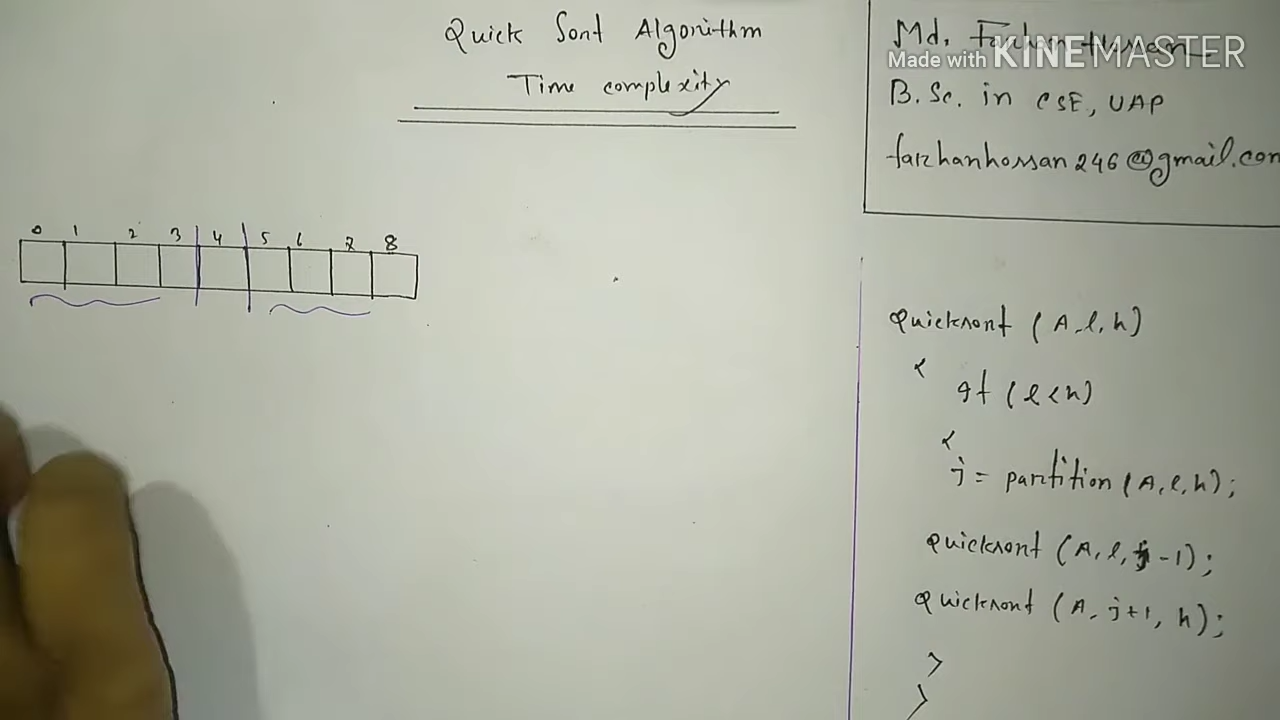 Quick Sort Algorithm
Time complexity
Md.
Made with KINEMASTER
B.Sc. in CSE, UAP
farhanhossan246@gmail.com
0 1 2 3 4 5 6 7 8
Quicksort (A, l, h)
{
if (l < h)
{
j = partition (A, l, h);
Quicksort (A, l, j-1);
Quicksort (A, j+1, h);
}
}